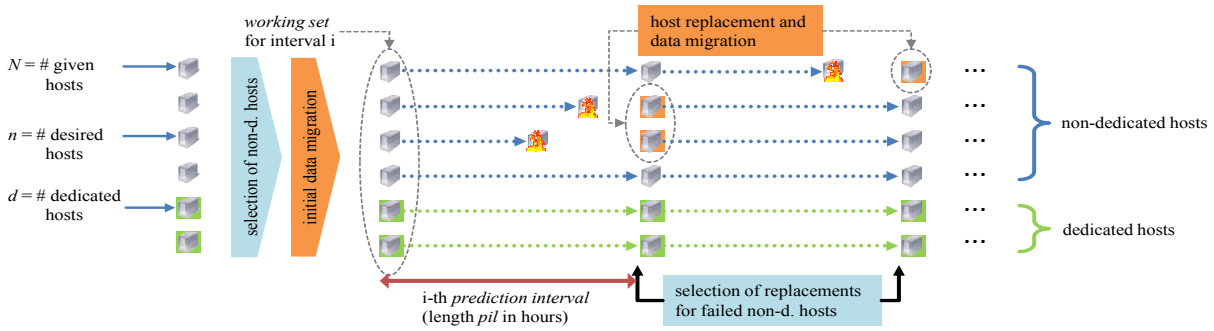 N = # given
hosts
n = # desired
hosts
d = # dedicated
hosts
selection of non-d. hosts
initial data migration
working set
for interval i
host replacement and
data migration
...
...
...
...
...
...
non-dedicated hosts
dedicated hosts
i-th prediction interval
(length pil in hours)
selection of replacements
for failed non-d. hosts